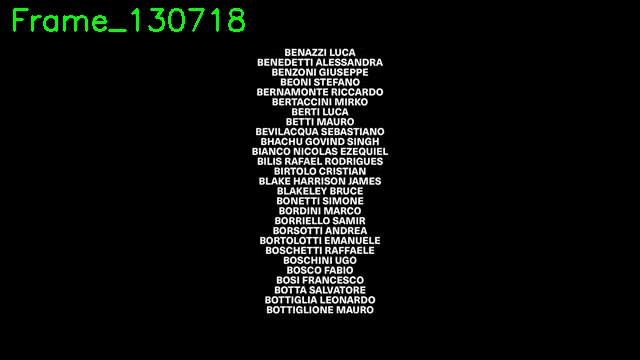 Frame_130718
BENAZZI LUCA
BENEDETTI ALESSANDRA
BENZONI GIUSEPPE
BEONI STEFANO
BERNAMONTE RICCARDO
BERTACCINI MIRKO
BERTI LUCA
BETTI MAURO
BEVILACQUA SEBASTIANO
BHACHU GOVIND SINGH
BIANCO NICOLAS EZEQUIEL
BILIS RAFAEL RODRIGUES
BIRTOLO CRISTIAN
BLAKE HARRISON JAMES
BLAKELEY BRUCE
BONETTI SIMONE
BORDINI MARCO
BORRIELLO SAMIR
BORSOTTI ANDREA
BORTOLOTTI EMANUELE
BOSCHETTI RAFFAELE
BOSCHINI UGO
BOSCO FABIO
BOSI FRANCESCO
BOTTA SALVATORE
BOTTIGLIA LEONARDO
BOTTIGLIONE MAURO